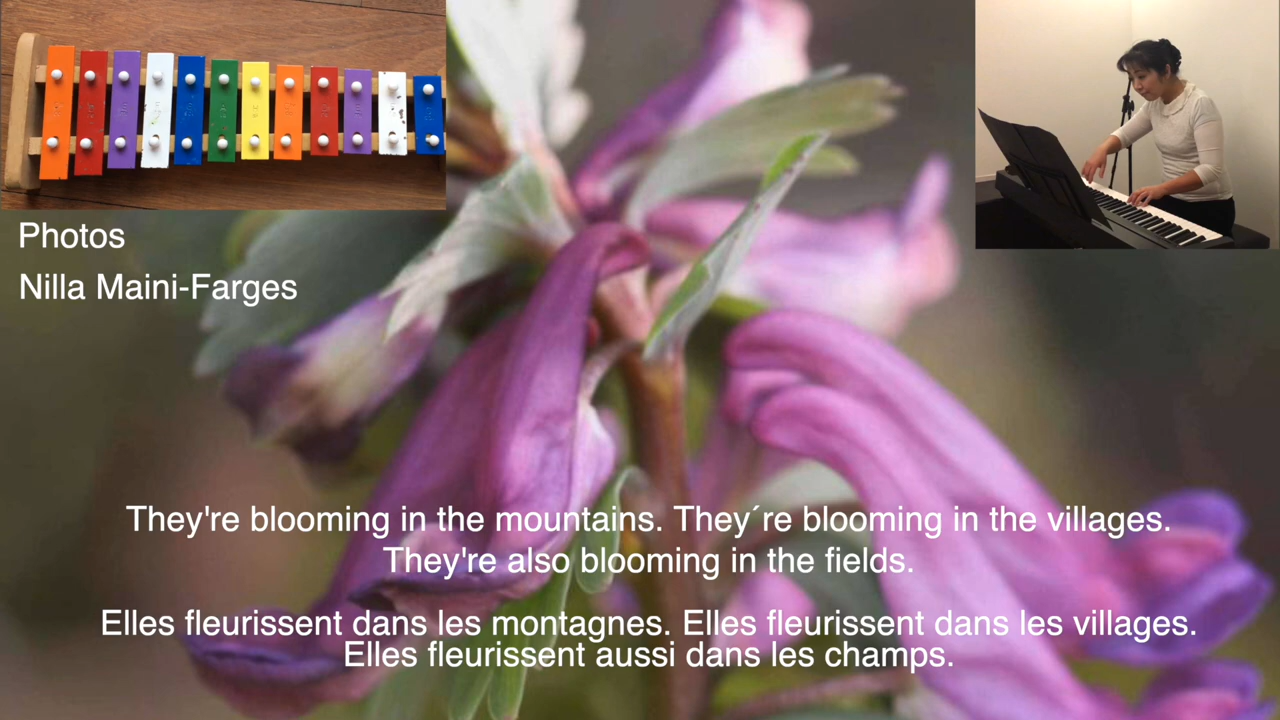 Photos
Nilla Maini-Farges
They're blooming in the mountains. They´re blooming in the villages.
They're also blooming in the fields.
Elles fleurissent dans les montagnes. Elles fleurissent dans les villages.
Elles fleurissent aussi dans les champs.